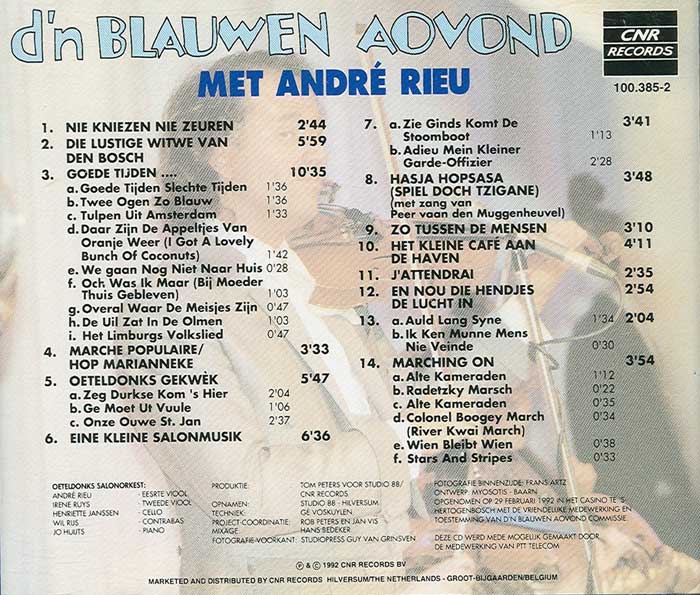 d'n BLAUWEN AOVOND
MET ANDRÉ RIEU
CNR
RECORDS
100.385-2
1. NIE KNIEZEN NIE ZEUREN 2'44
2. DIE LUSTIGE WITWE VAN 5'59
DEN BOSCH
3. GOEDE TIJDEN .... 10'35
a. Goede Tijden Slechte Tijden 1'36
b. Twee Ogen Zo Blauw 1'36
c. Tulpen Uit Amsterdam 1'33
d. Daar Zijn De Appeltjes Van
Oranje Weer (I Got A Lovely
Bunch Of Coconuts) 1'42
e. We gaan Nog Niet Naar Huis 0'28
f. Och Was Ik Maar (Bij Moeder
Thuis Gebleven) 1'03
g. Overal Waar De Meisjes Zijn 0'47
h. De Uil Zat In De Olmen 1'03
i. Het Limburgs Volkslied 0'47
4. MARCHE POPULAIRE/ 3'33
HOP MARIANNEKE
5. OETELDONKS GEKWÈK 5'47
a. Zeg Durkse Kom 's Hier 2'04
b. Ge Moet Ut Vuule 1'06
c. Onze Ouwe St. Jan 2'37
6. EINE KLEINE SALONMUSIK 6'36
7. a. Zie Ginds Komt De 3'41
Stoomboot 1'13
b. Adieu Mein Kleiner
Garde-Offizier 2'28
8. HASJA HOPSASA 3'48
(SPIEL DOCH TZIGANE)
(met zang van
Peer vaan den Muggenheuvel)
9. ZO TUSSEN DE MENSEN 3'10
10. HET KLEINE CAFÉ AAN 4'11
DE HAVEN
11. J'ATTENDRAI 2'35
12. EN NOU DIE HENDJES 2'54
DE LUCHT IN
13. a. Auld Lang Syne 1'34 2'04
b. Ik Ken Munne Mens
Nie Veinde 0'30
14. MARCHING ON 3'54
a. Alte Kameraden 1'12
b. Radetzky Marsch 0'22
c. Alte Kameraden 0'35
d. Colonel Boogey March 0'34
(River Kwai March)
e. Wien Bleibt Wien 0'38
f. Stars And Stripes 0'33
OETELDONKS SALONORKEST:
ANDRÉ RIEU - EESRTE VIOOL
IRENE RUYS - TWEEDE VIOOL
HENRIETTE JANSSEN - CELLO
WIL RIJS - CONTRABAS
JO HUIJTS - PIANO
PRODUKTIE: TOM PETERS VOOR STUDIO 88/
CNR RECORDS
OPNAMEN: STUDIO 88 - HILVERSUM
TECHNIEK: GÉ VOSKUYLEN
PROJECT-COORDINATIE: ROB PETERS EN JAN VIS
MIXAGE: HANS BEDEKER
FOTOGRAFIE VOORKANT: STUDIOPRESS GUY VAN GRINSVEN
FOTOGRAFIE BINNENZIJDE: FRANS ARTZ
ONTWERP: MYOSOTIS - BAARN
OPGENOMEN OP 29 FEBRUARI 1992 IN HET CASINO TE 'S
HERTOGENBOSCH MET DE VRIENDELIJKE MEDEWERKING EN
TOESTEMMING VAN D'N BLAUWEN AOVOND COMMISSIE.
DEZE CD WERD MEDE MOGELIJK GEMAAKT DOOR
DE MEDEWERKING VAN PTT TELECOM
℗ & © 1992 CNR RECORDS BV
MARKETED AND DISTRIBUTED BY CNR RECORDS HILVERSUM/THE NETHERLANDS - GROOT-BIJGAARDEN/BELGIUM